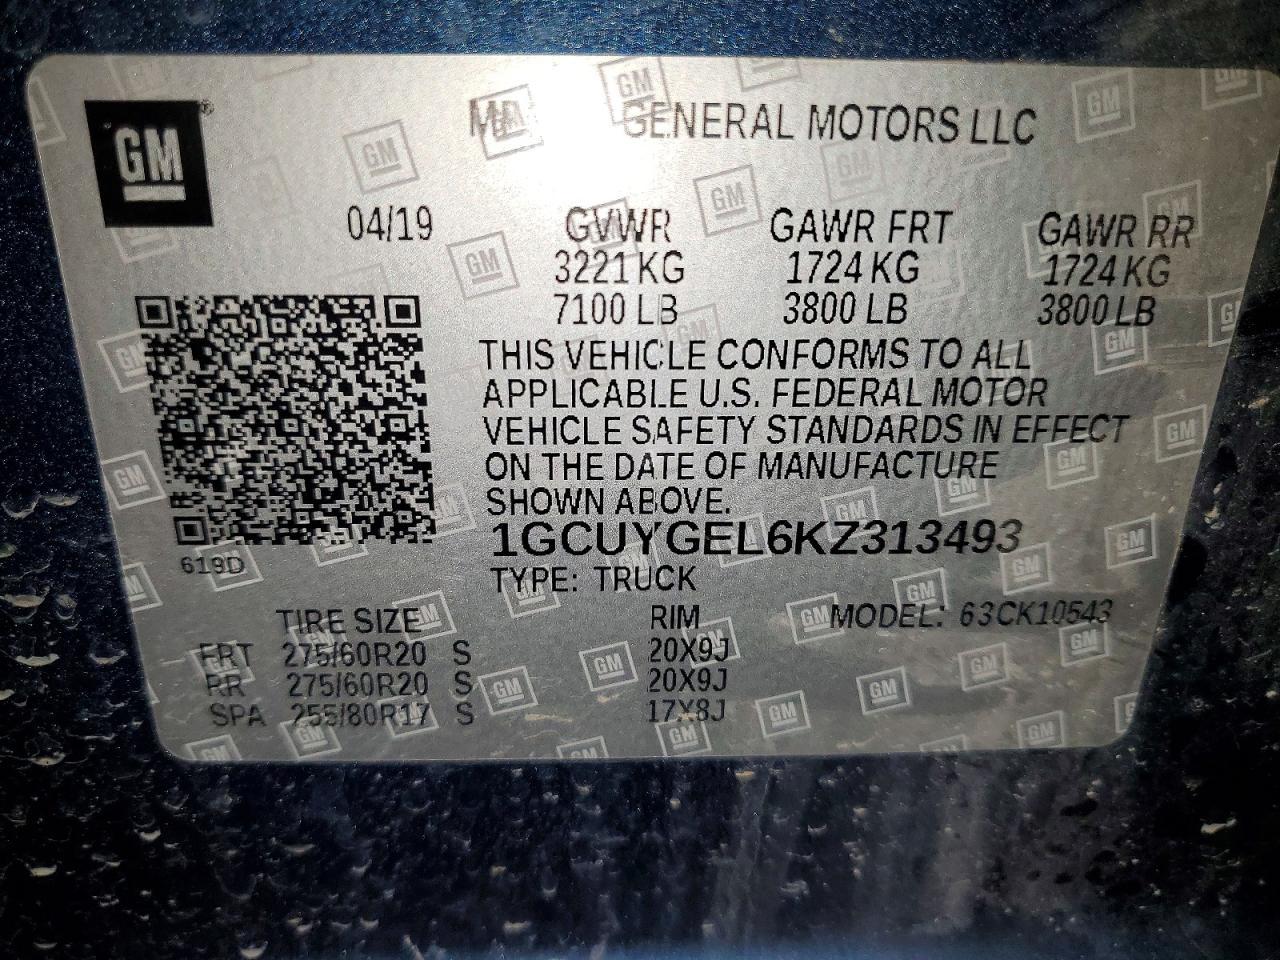 GM
GENERAL MOTORS LLC
04/19
GVWR GAWR FRT GAWR RR
3221 KG 1724 KG 1724 KG
7100 LB 3800 LB 3800 LB
THIS VEHICLE CONFORMS TO ALL
APPLICABLE U.S. FEDERAL MOTOR
VEHICLE SAFETY STANDARDS IN EFFECT
ON THE DATE OF MANUFACTURE
SHOWN ABOVE.
1GCUYGEL6KZ313493
619D
TYPE: TRUCK
TIRE SIZE RIM MODEL: 63CK10543
FRT 275/60R20 S 20X9J
RR 275/60R20 S 20X9J
SPA 255/80R17 S 17X8J